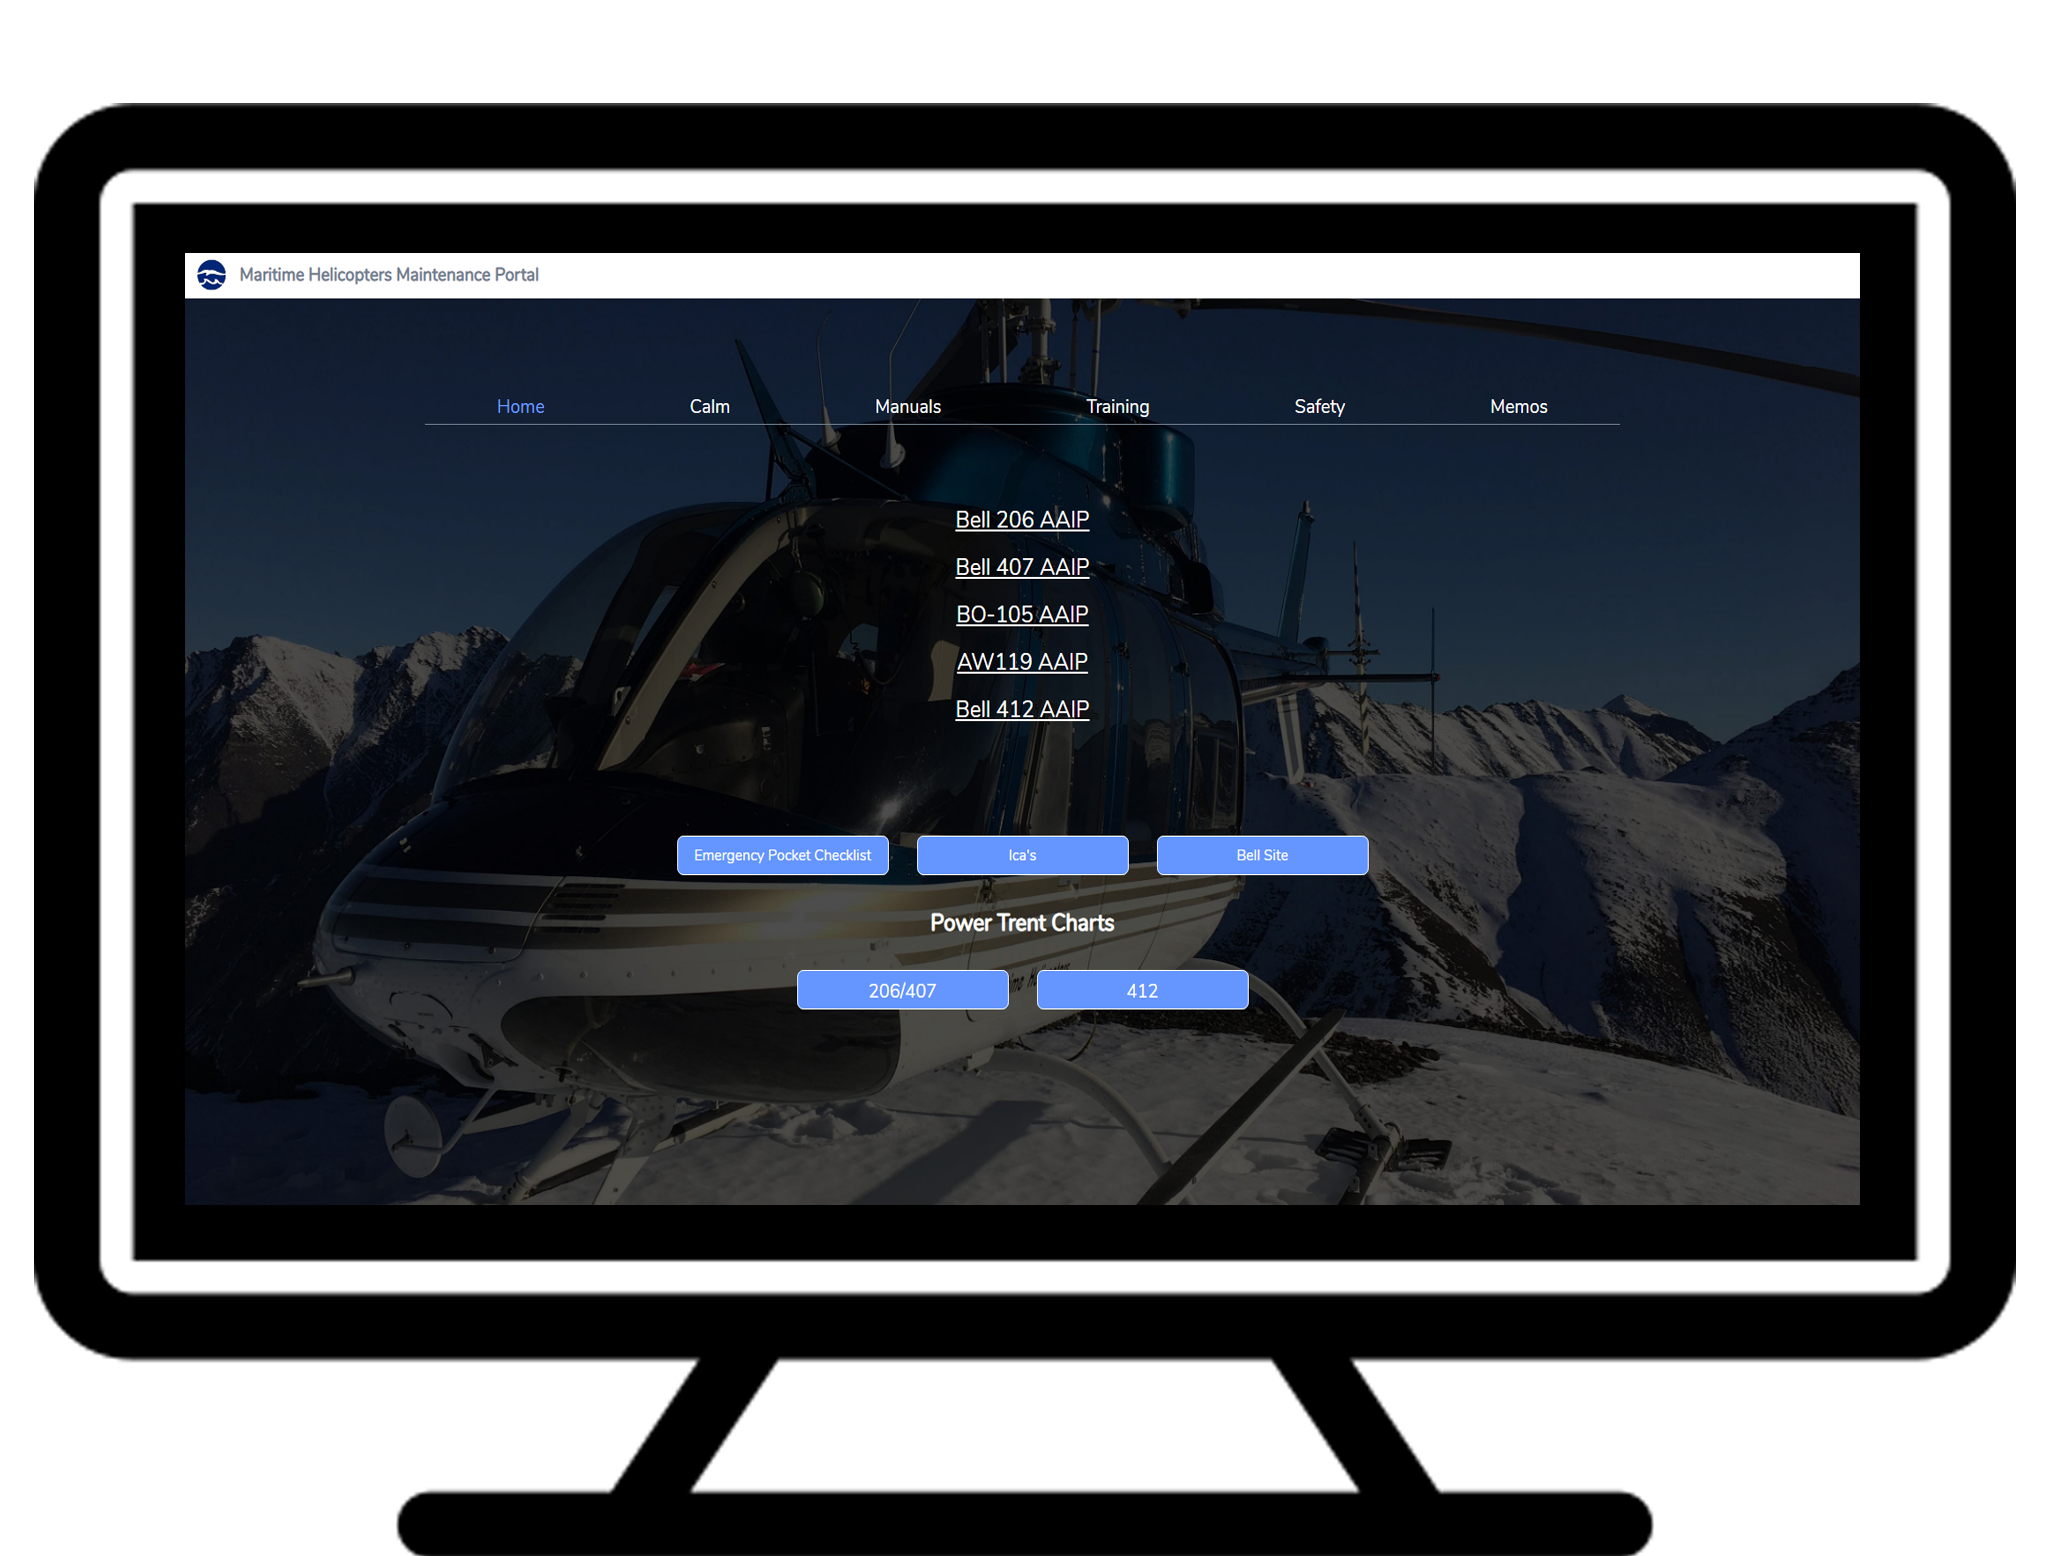 Maritime Helicopters Maintenance Portal
Home Calm Manuals Training Safety Memos
Bell 206 AAIP
Bell 407 AAIP
BO-105 AAIP
AW119 AAIP
Bell 412 AAIP
Emergency Pocket Checklist Ica's Bell Site
Power Trent Charts
206/407 412